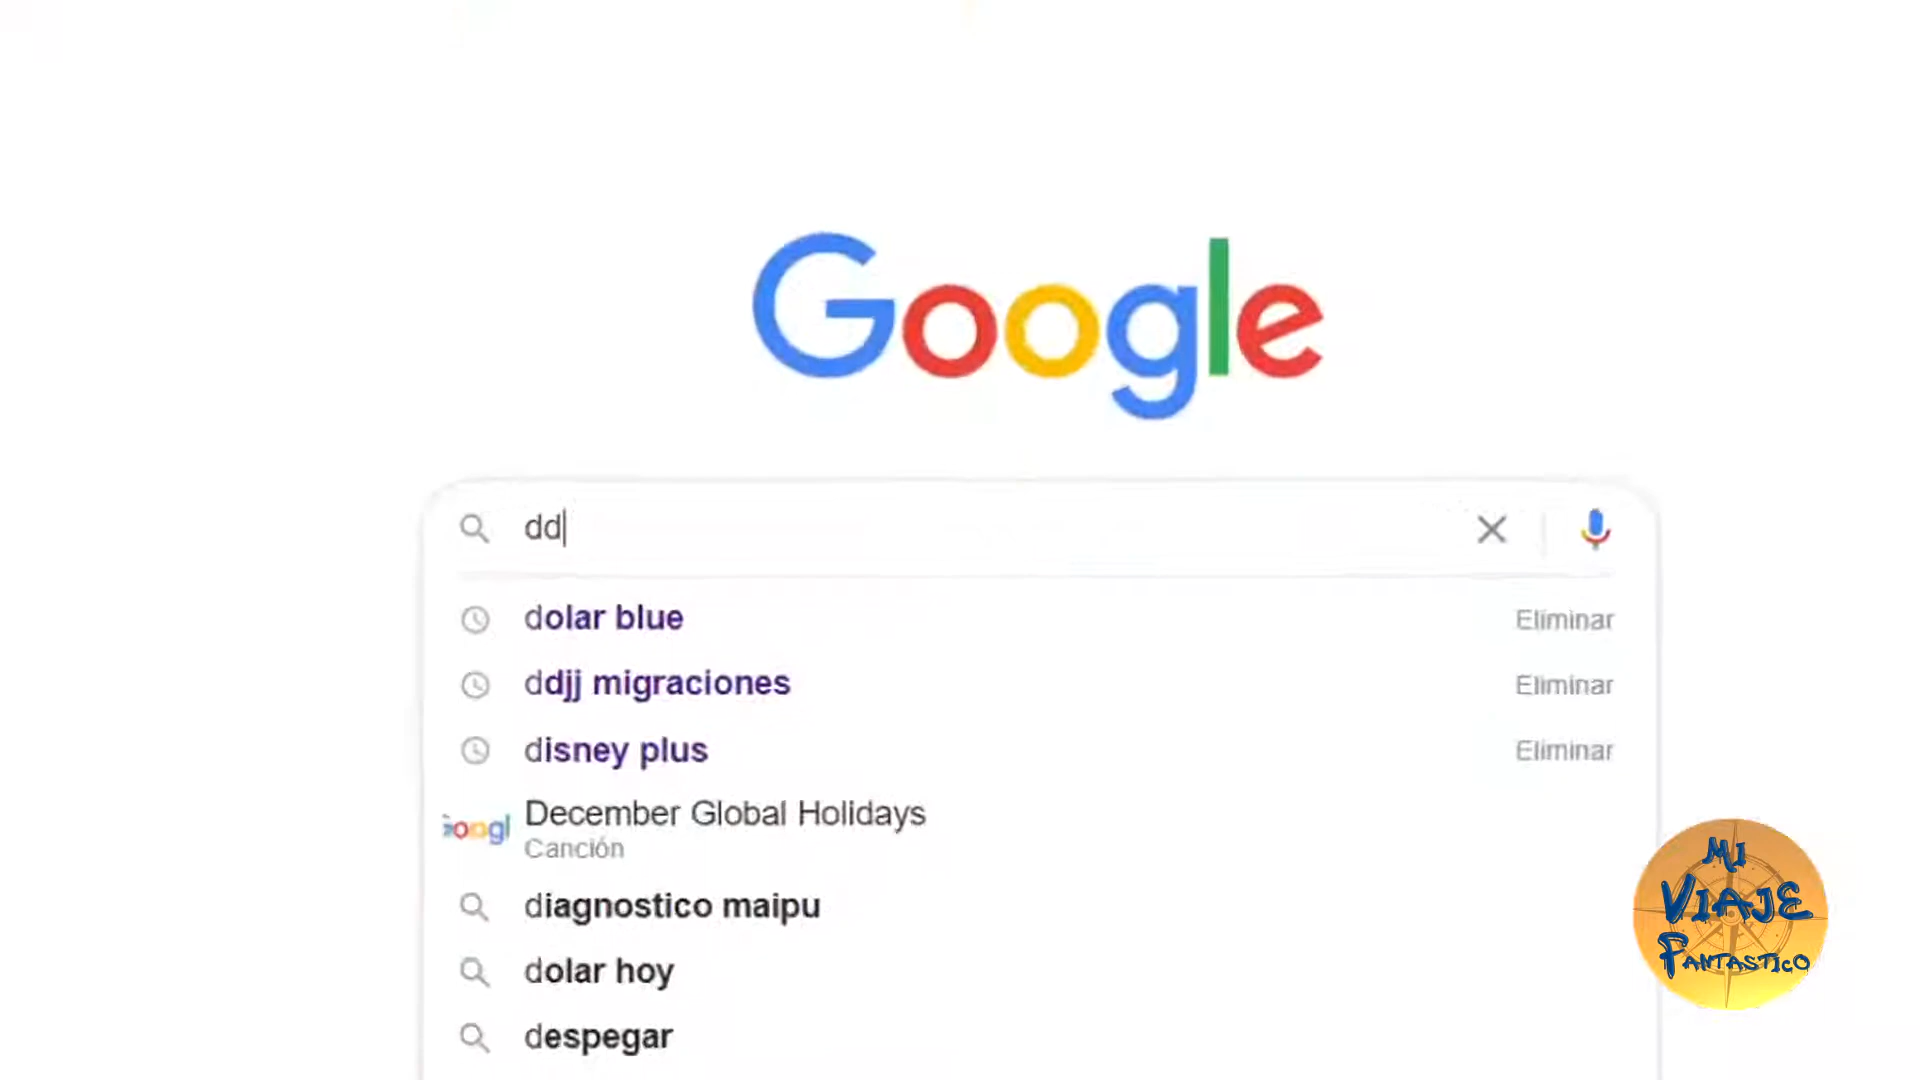 Google
dd
dolar blue Eliminar
ddjj migraciones Eliminar
disney plus Eliminar
December Global Holidays
Canción
diagnostico maipu
dolar hoy
despegar
MI
VIAJE
FANTASTICO